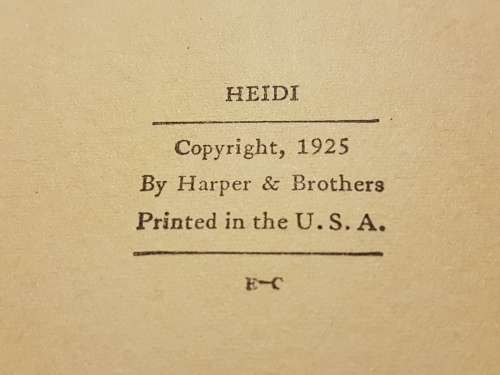 HEIDI
Copyright, 1925
By Harper & Brothers
Printed in the U. S. A.
E–C